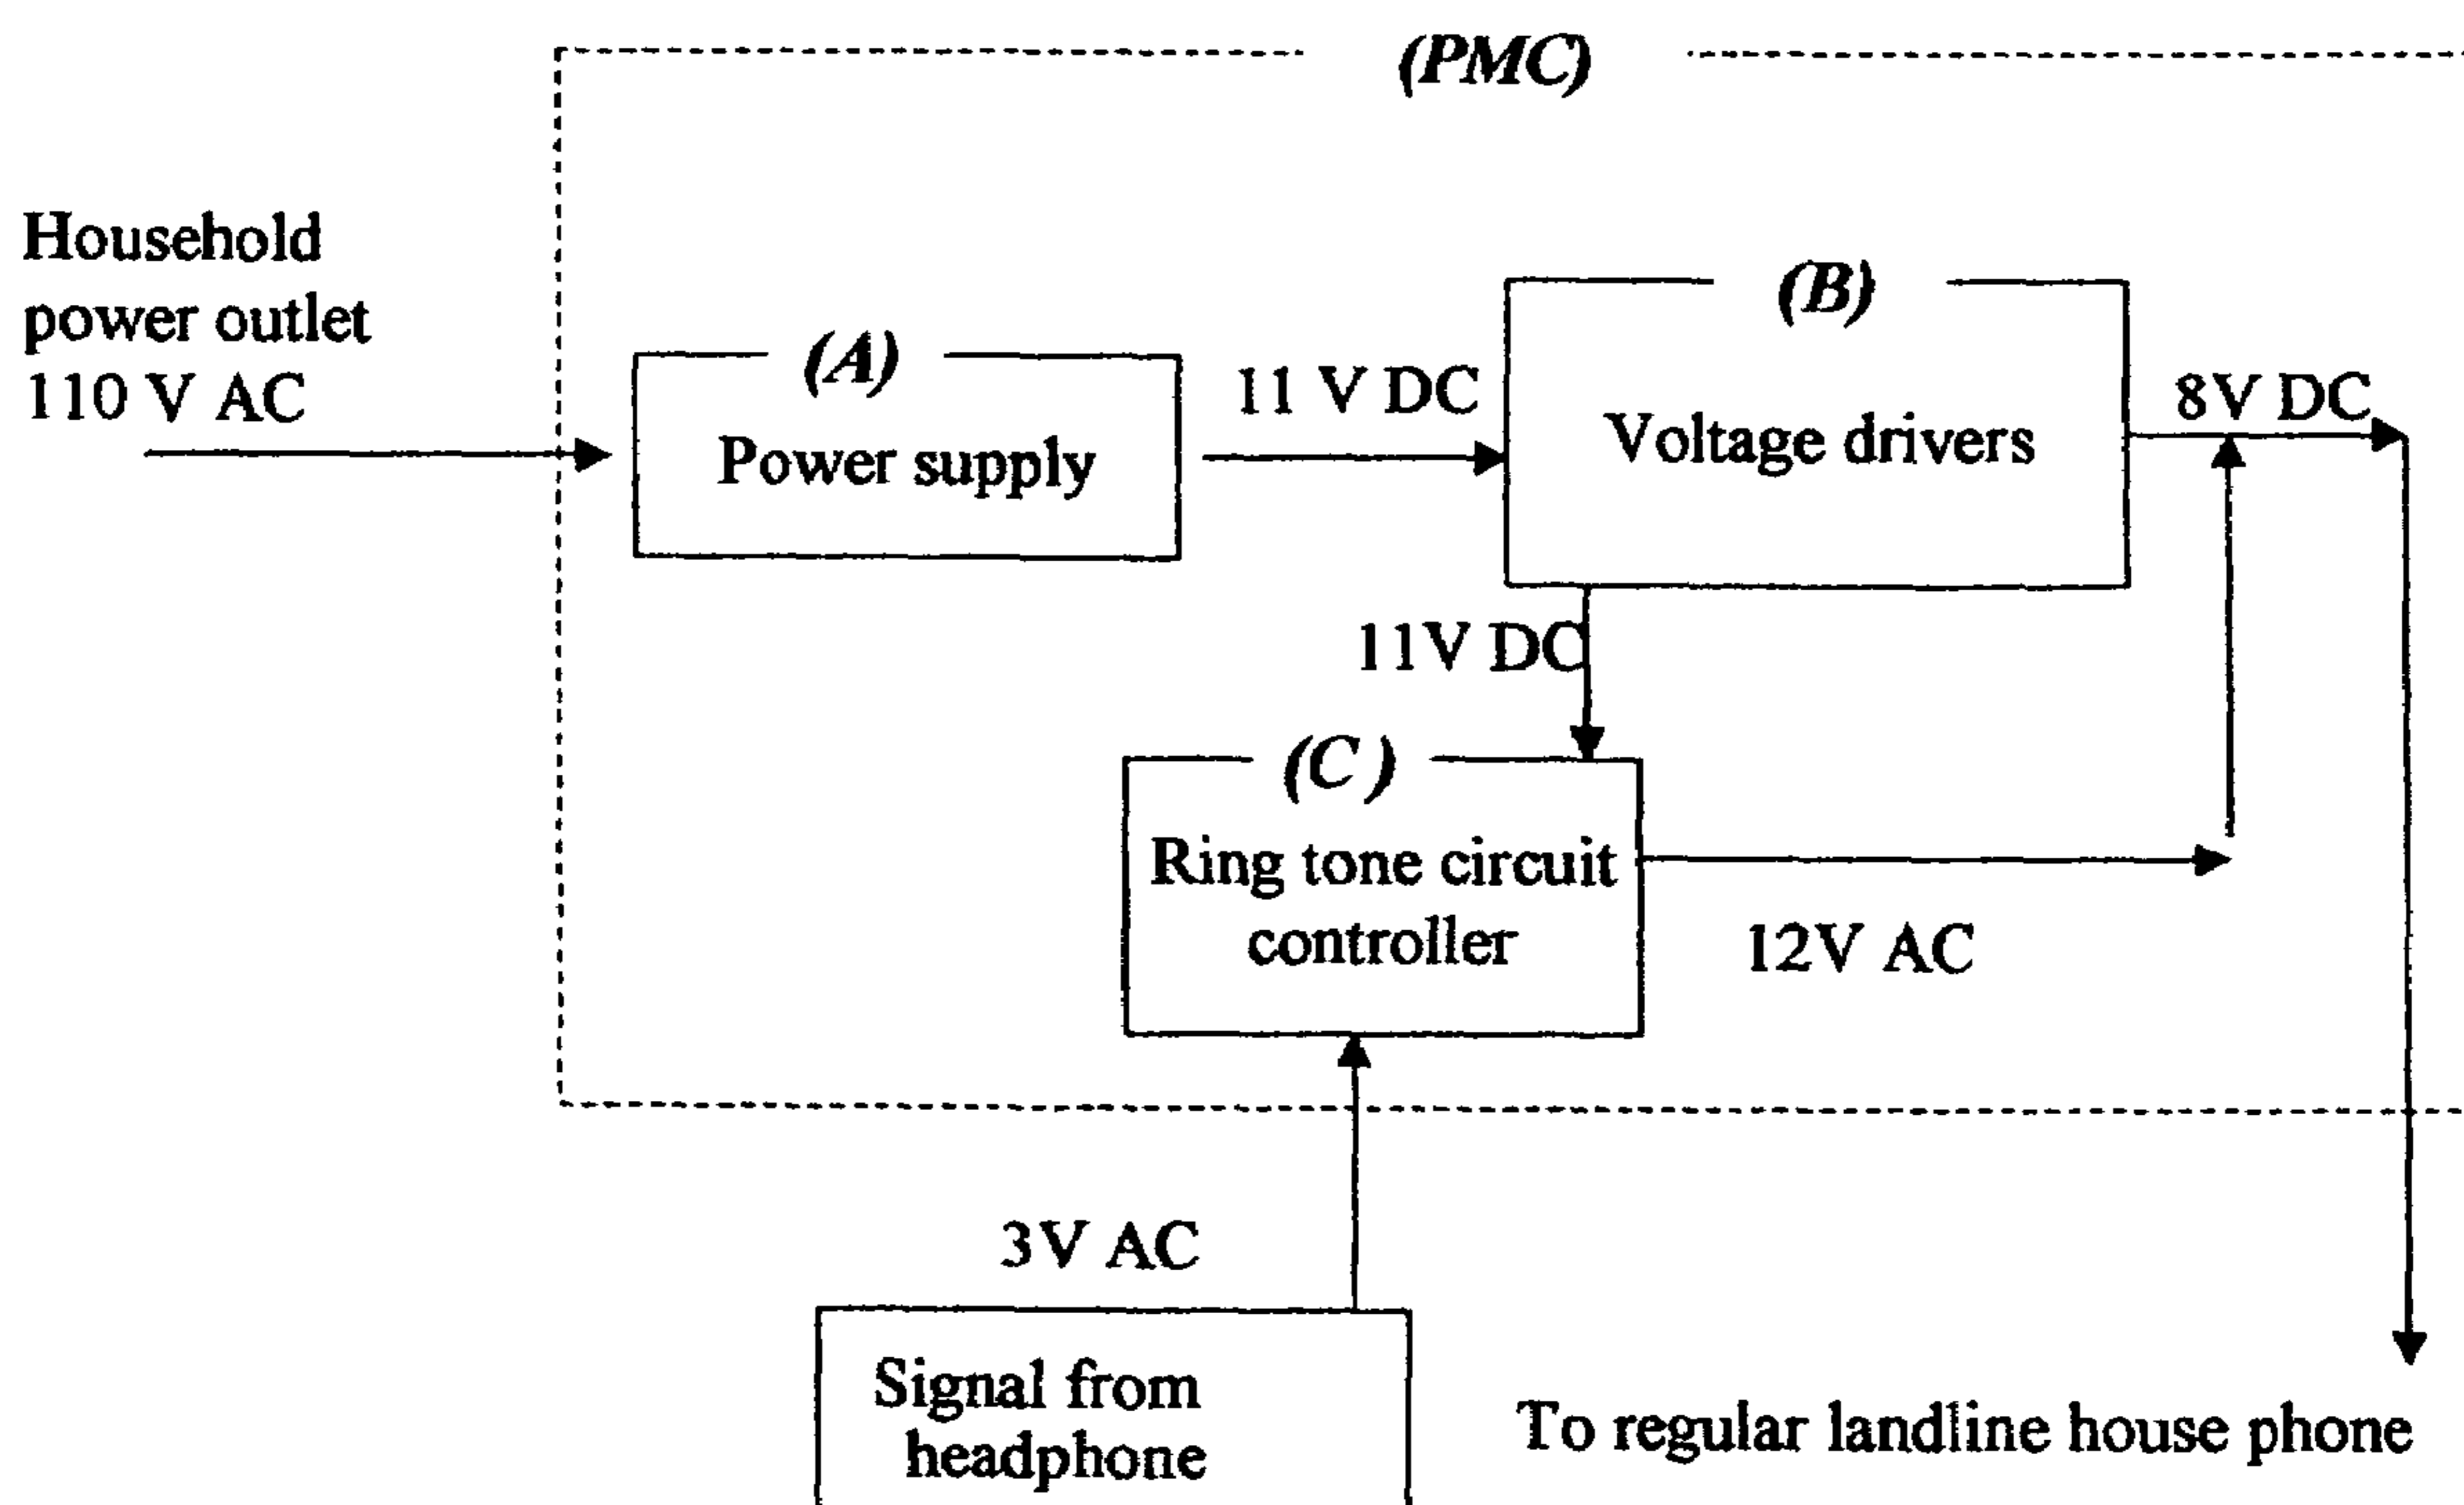 (PMC)
Household
power outlet
110 V AC
(A)
Power supply
11 V DC
(B)
Voltage drivers
8V DC
11V DC
(C )
Ring tone circuit
controller
12V AC
3V AC
Signal from
headphone
To regular landline house phone